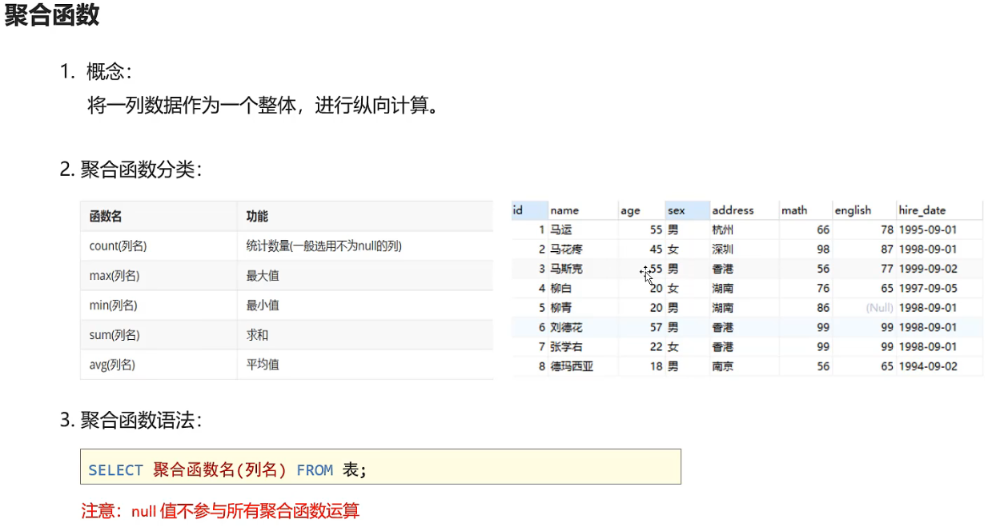 聚合函数
1. 概念：
将一列数据作为一个整体，进行纵向计算。
2. 聚合函数分类：
函数名 功能
count(列名) 统计数量(一般选用不为null的列)
max(列名) 最大值
min(列名) 最小值
sum(列名) 求和
avg(列名) 平均值
id name age sex address math english hire_date
1 马运 55 男 杭州 66 78 1995-09-01
2 马花疼 45 女 深圳 98 87 1998-09-01
3 马斯克 55 男 香港 56 77 1999-09-02
4 柳白 20 女 湖南 76 65 1997-09-05
5 柳青 20 男 湖南 86 (Null) 1998-09-01
6 刘德花 57 男 香港 99 99 1998-09-01
7 张学右 22 女 香港 99 99 1998-09-01
8 德玛西亚 18 男 南京 56 65 1994-09-02
3. 聚合函数语法：
SELECT 聚合函数名(列名) FROM 表;
注意：null 值不参与所有聚合函数运算